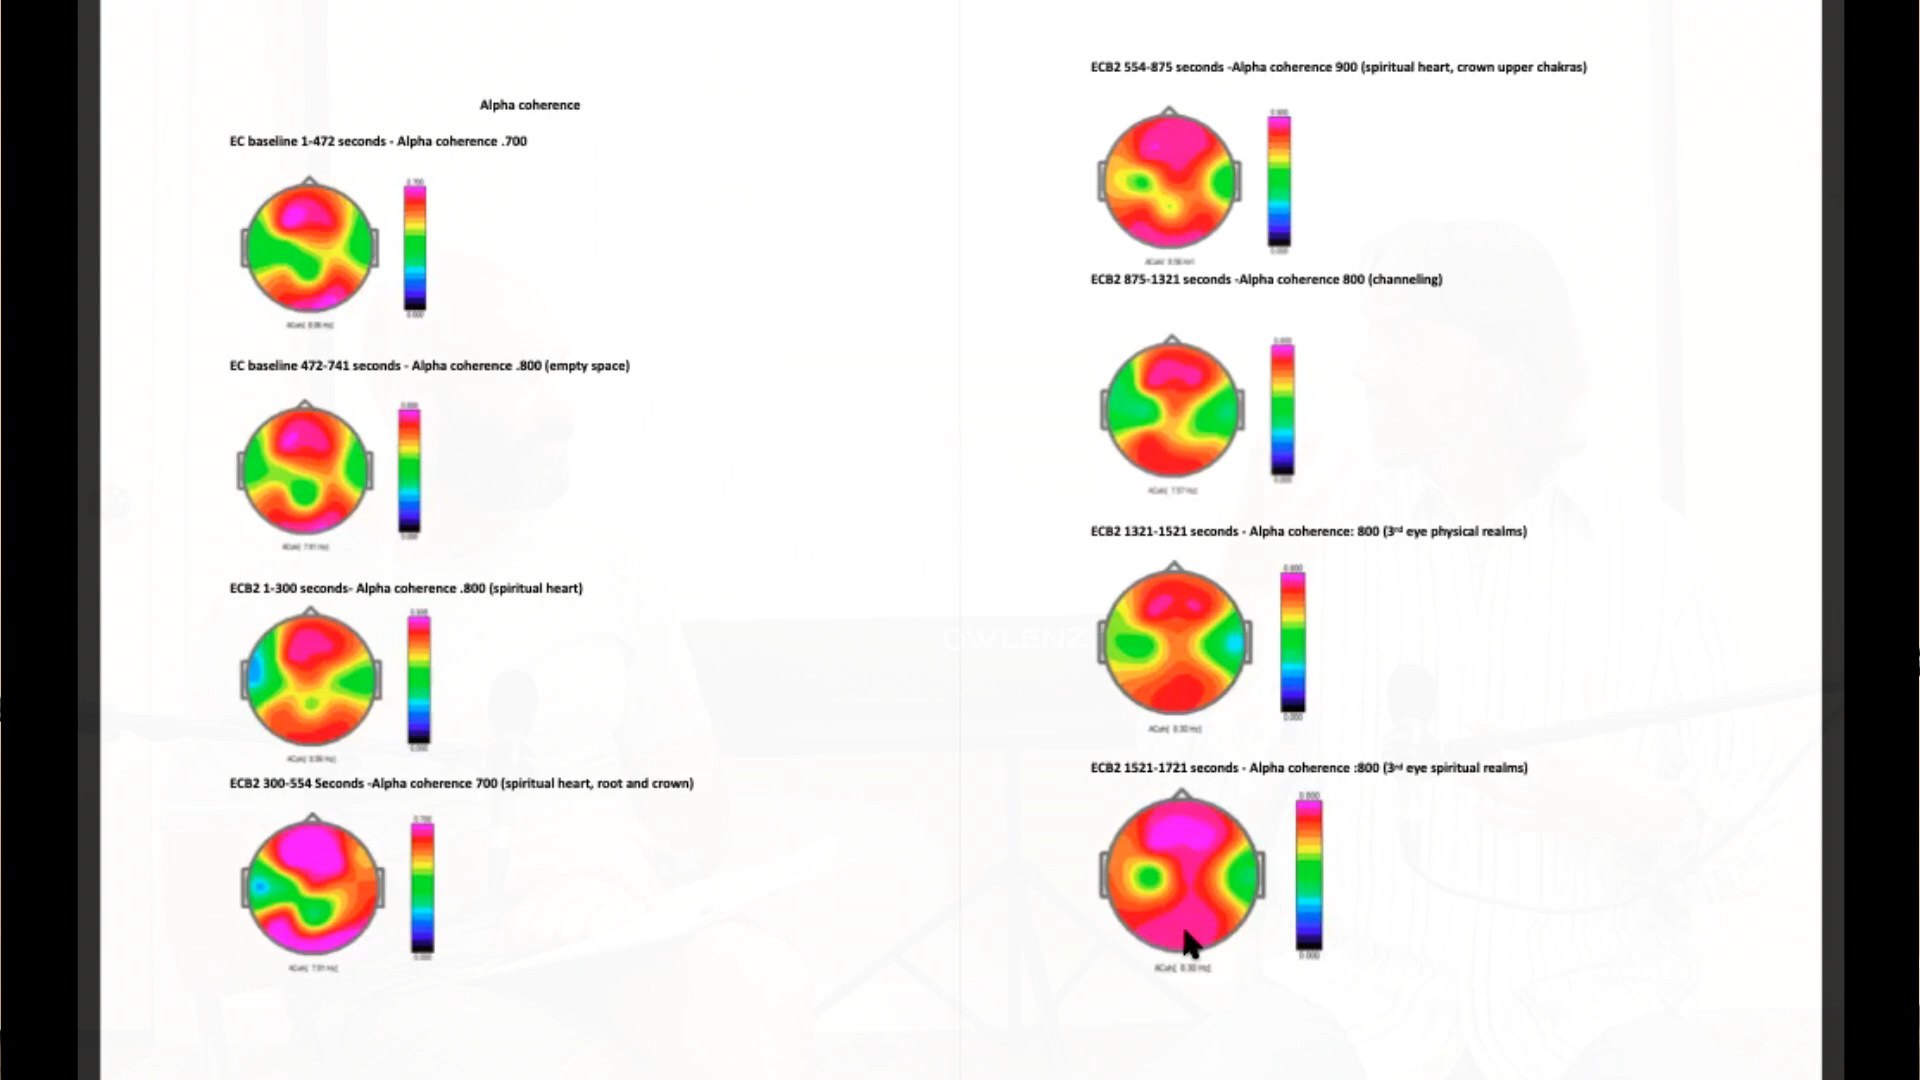 Alpha coherence
EC baseline 1-472 seconds - Alpha coherence .700
EC baseline 472-741 seconds - Alpha coherence .800 (empty space)
ECB2 1-300 seconds- Alpha coherence .800 (spiritual heart)
ECB2 300-554 Seconds -Alpha coherence 700 (spiritual heart, root and crown)
ECB2 554-875 seconds -Alpha coherence 900 (spiritual heart, crown upper chakras)
ECB2 875-1321 seconds -Alpha coherence 800 (channeling)
OWLENZ
ECB2 1321-1521 seconds - Alpha coherence: 800 (3rd eye physical realms)
ECB2 1521-1721 seconds - Alpha coherence :800 (3rd eye spiritual realms)